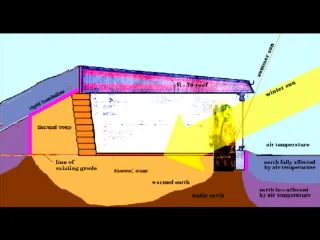 summer sun
R - 50 roof
winter sun
rigid insulation
thermal wrap
air temperature
line of
existing grade
earth fully affected
by air temperature
thermal mass
warmed earth
stable earth
earth less affected
by air temperature